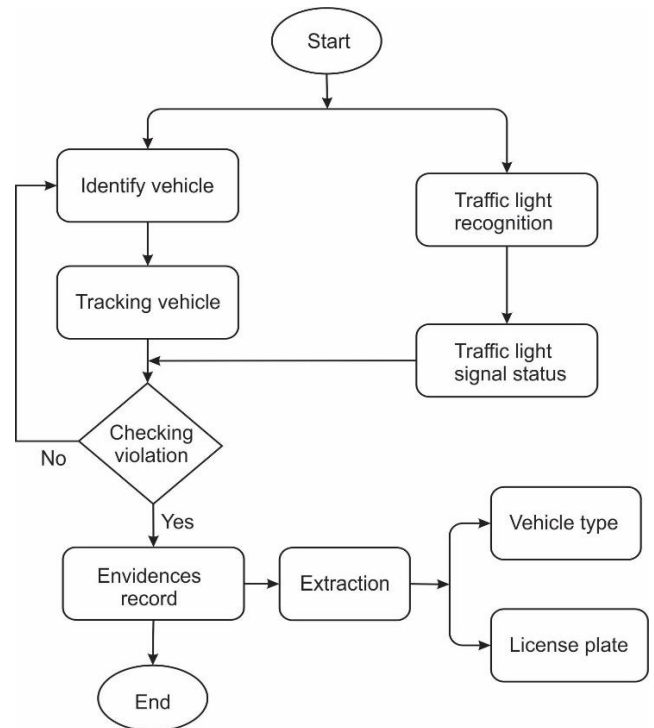 Start
Identify vehicle
Traffic light
recognition
Tracking vehicle
Traffic light
signal status
Checking
violation
No
Yes
Envidences
record
Extraction
Vehicle type
License plate
End